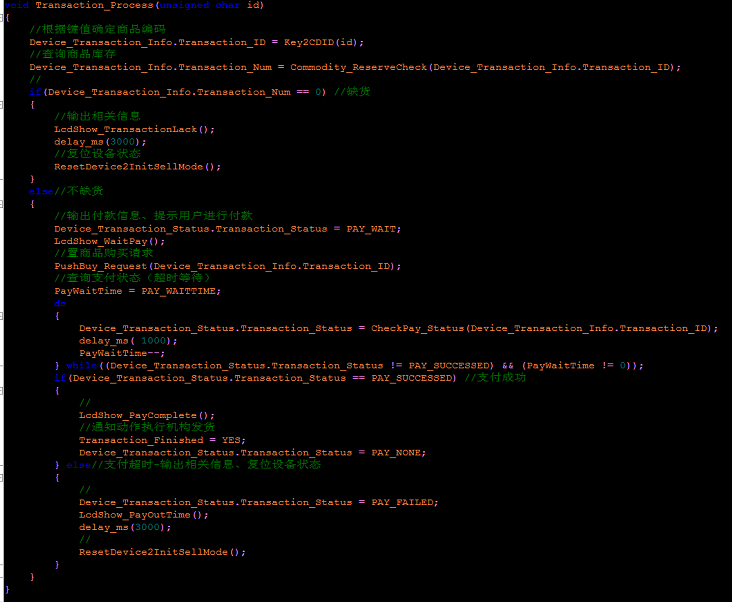 void Transaction_Process(unsigned char id)
{
    //根据键值确定商品编码
    Device_Transaction_Info.Transaction_ID = Key2CDID(id);
    //查询商品库存
    Device_Transaction_Info.Transaction_Num = Commodity_ReserveCheck(Device_Transaction_Info.Transaction_ID);
    //
    if(Device_Transaction_Info.Transaction_Num == 0) //缺货
    {
        //输出相关信息
        LcdShow_TransactionLack();
        delay_ms(3000);
        //复位设备状态
        ResetDevice2InitSellMode();
    }
    else//不缺货
    {
        //输出付款信息、提示用户进行付款
        Device_Transaction_Status.Transaction_Status = PAY_WAIT;
        LcdShow_WaitPay();
        //置商品购买请求
        PushBuy_Request(Device_Transaction_Info.Transaction_ID);
        //查询支付状态（超时等待）
        PayWaitTime = PAY_WAITTIME;
        do
        {
            Device_Transaction_Status.Transaction_Status = CheckPay_Status(Device_Transaction_Info.Transaction_ID);
            delay_ms( 1000);
            PayWaitTime--;
        } while((Device_Transaction_Status.Transaction_Status != PAY_SUCCESSED) && (PayWaitTime != 0));
        if(Device_Transaction_Status.Transaction_Status == PAY_SUCCESSED) //支付成功
        {
            //
            LcdShow_PayComplete();
            //通知动作执行机构发货
            Transaction_Finished = YES;
            Device_Transaction_Status.Transaction_Status = PAY_NONE;
        } else//支付超时-输出相关信息、复位设备状态
        {
            //
            Device_Transaction_Status.Transaction_Status = PAY_FAILED;
            LcdShow_PayOutTime();
            delay_ms(3000);
            //
            ResetDevice2InitSellMode();
        }
    }
}